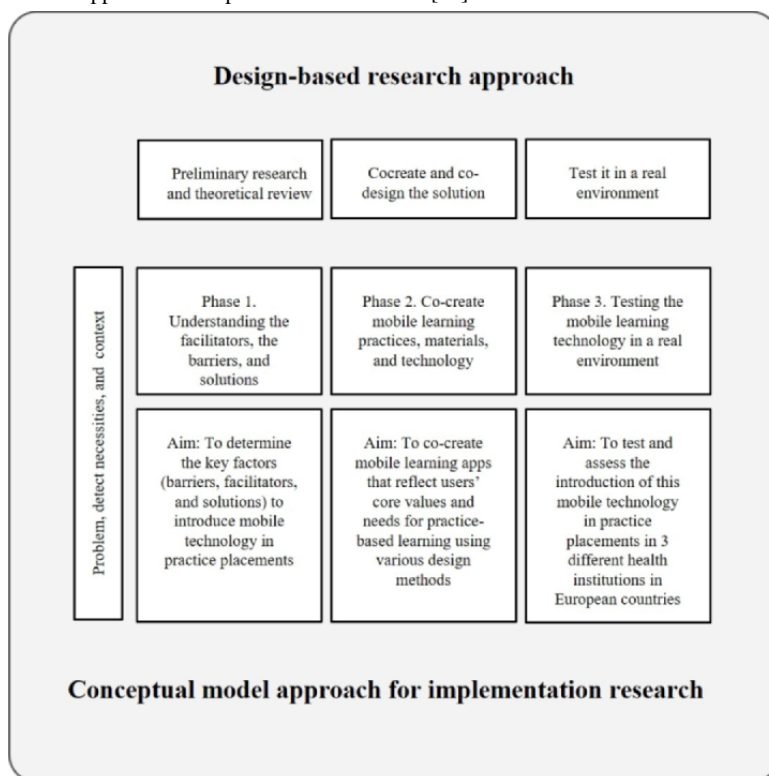 Design-based research approach
Preliminary research
and theoretical review
Cocreate and co-
design the solution
Test it in a real
environment
Problem, detect necessities, and context
Phase 1.
Understanding the
facilitators, the
barriers, and
solutions
Phase 2. Co-create
mobile learning
practices, materials,
and technology
Phase 3. Testing the
mobile learning
technology in a real
environment
Aim: To determine
the key factors
(barriers, facilitators,
and solutions) to
introduce mobile
technology in
practice placements
Aim: To co-create
mobile learning apps
that reflect users’
core values and
needs for practice-
based learning using
various design
methods
Aim: To test and
assess the
introduction of this
mobile technology
in practice
placements in 3
different health
institutions in
European countries
Conceptual model approach for implementation research